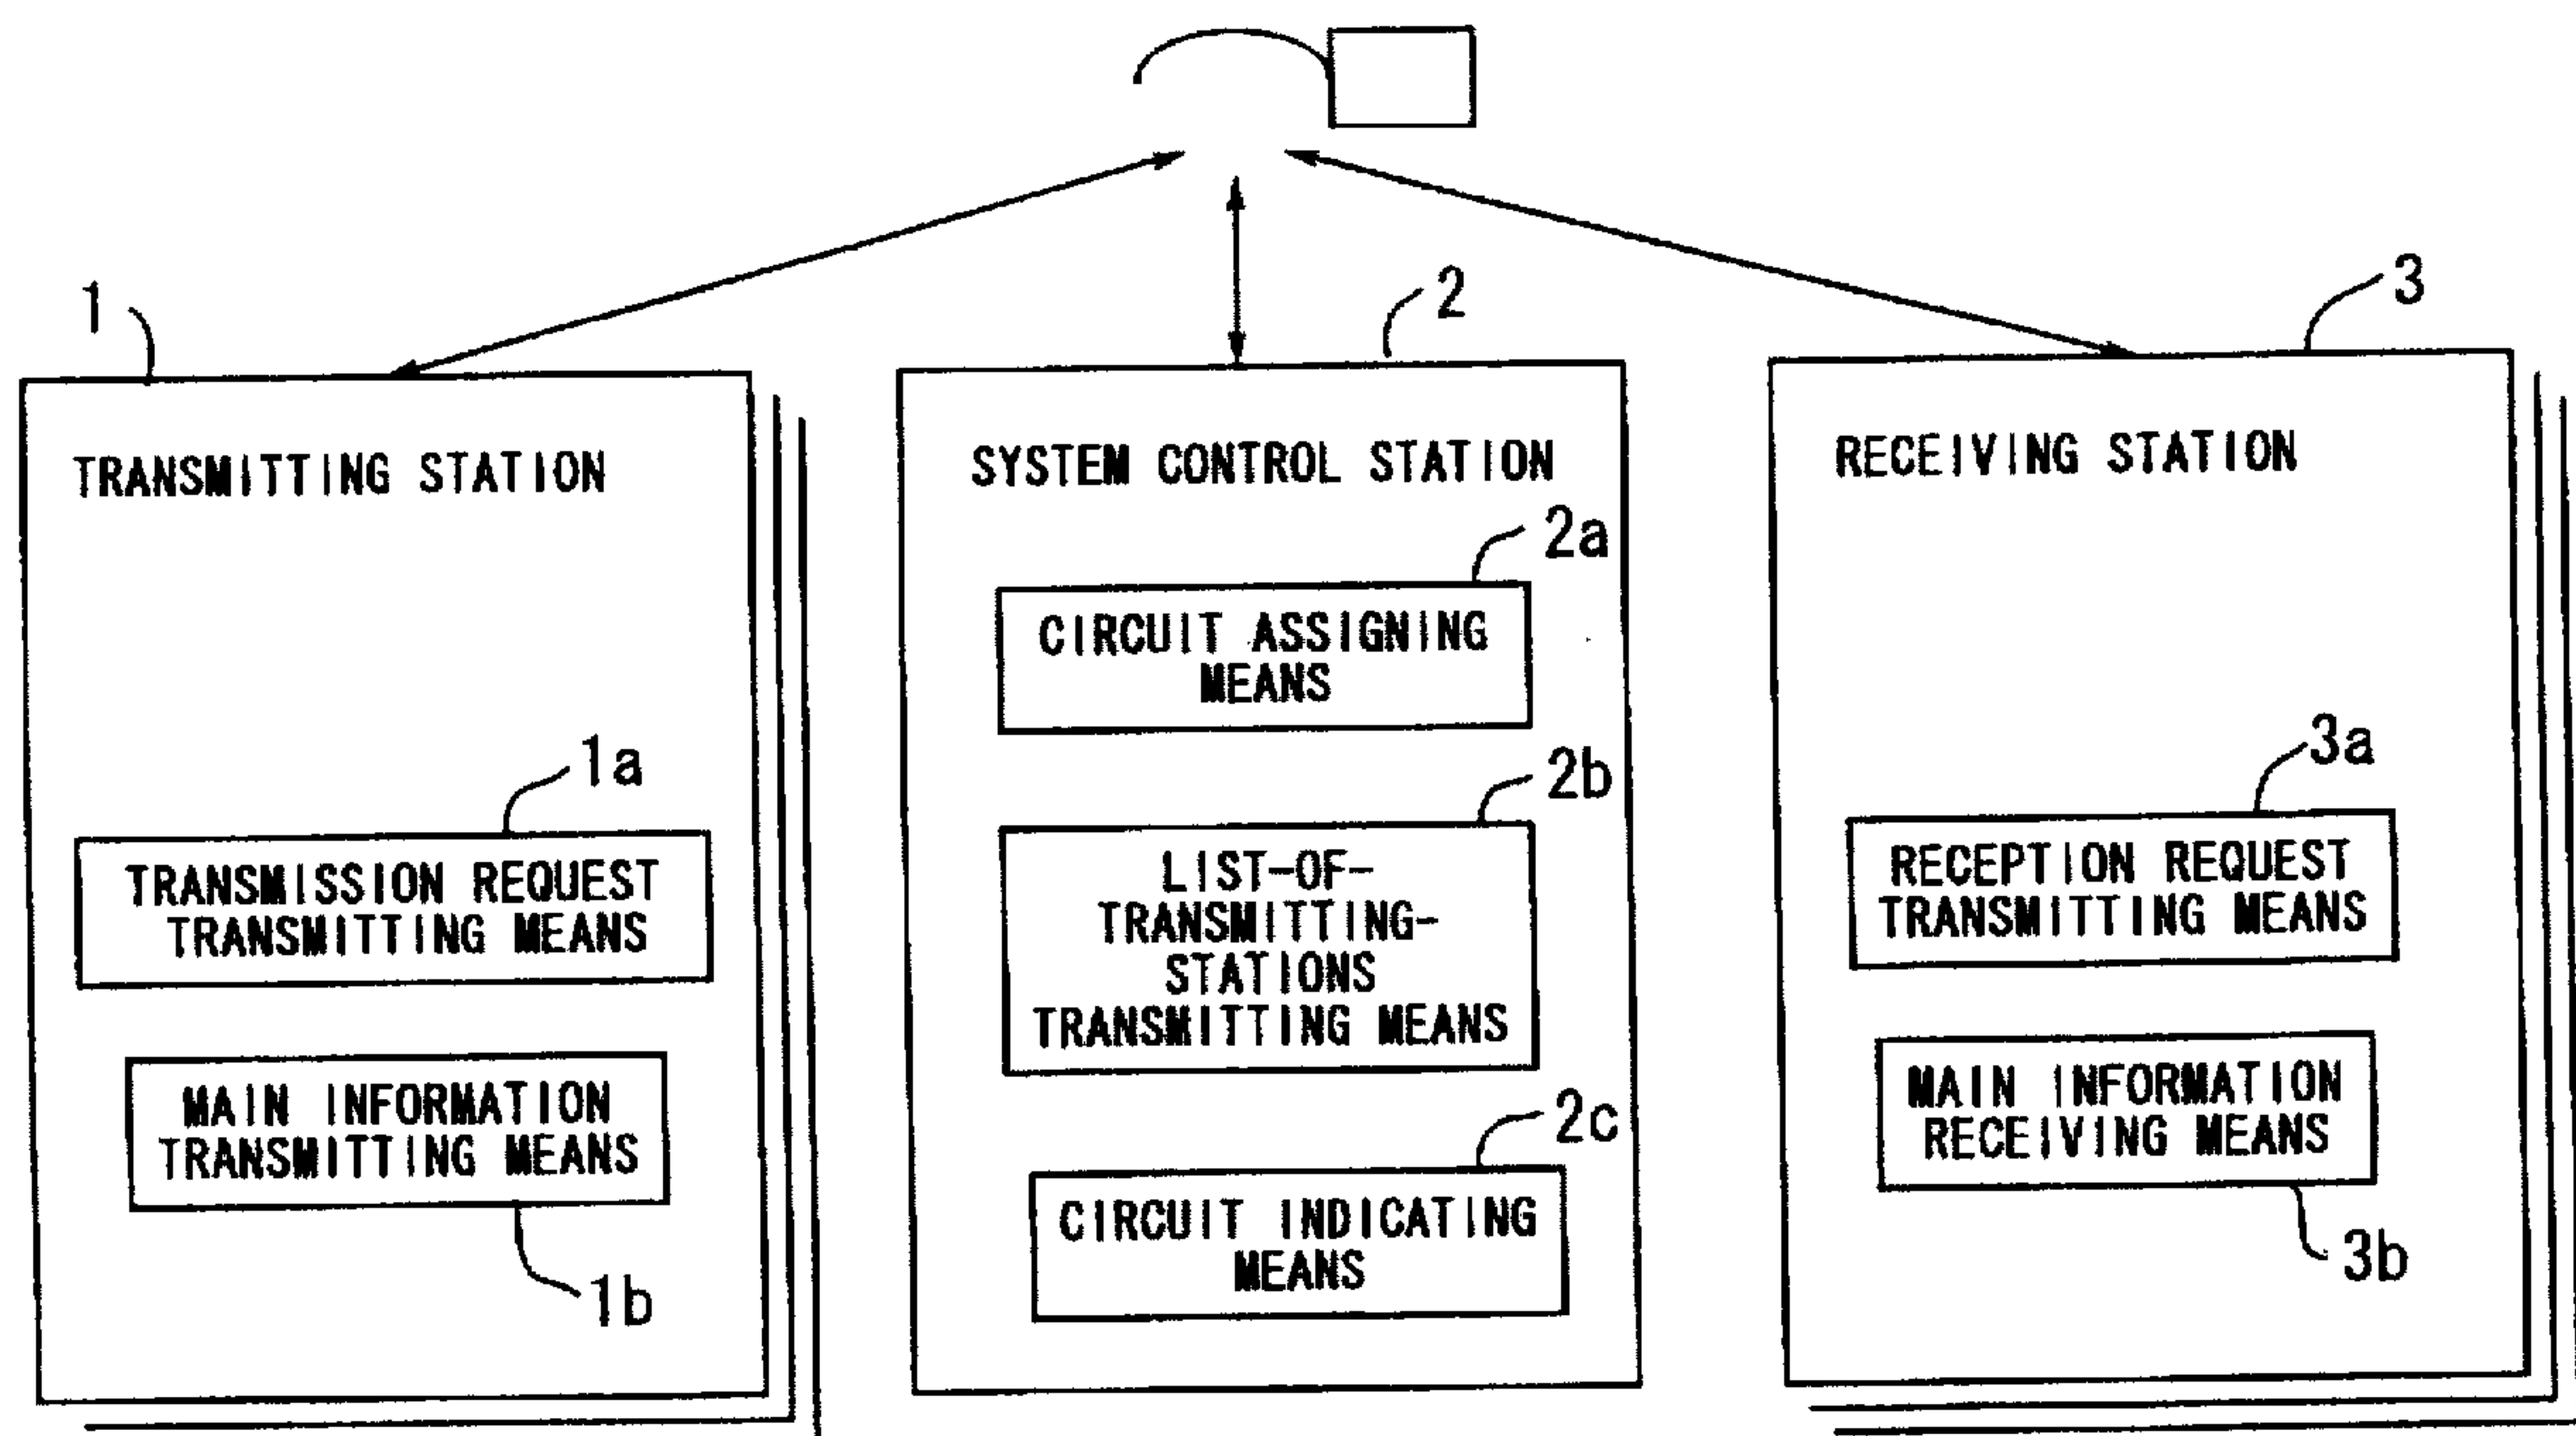 1
TRANSMITTING STATION
1a
TRANSMISSION REQUEST
TRANSMITTING MEANS
MAIN INFORMATION
TRANSMITTING MEANS
1b
2
SYSTEM CONTROL STATION
2a
CIRCUIT ASSIGNING
MEANS
2b
LIST-OF-
TRANSMITTING-
STATIONS
TRANSMITTING MEANS
2c
CIRCUIT INDICATING
MEANS
3
RECEIVING STATION
3a
RECEPTION REQUEST
TRANSMITTING MEANS
MAIN INFORMATION
RECEIVING MEANS
3b